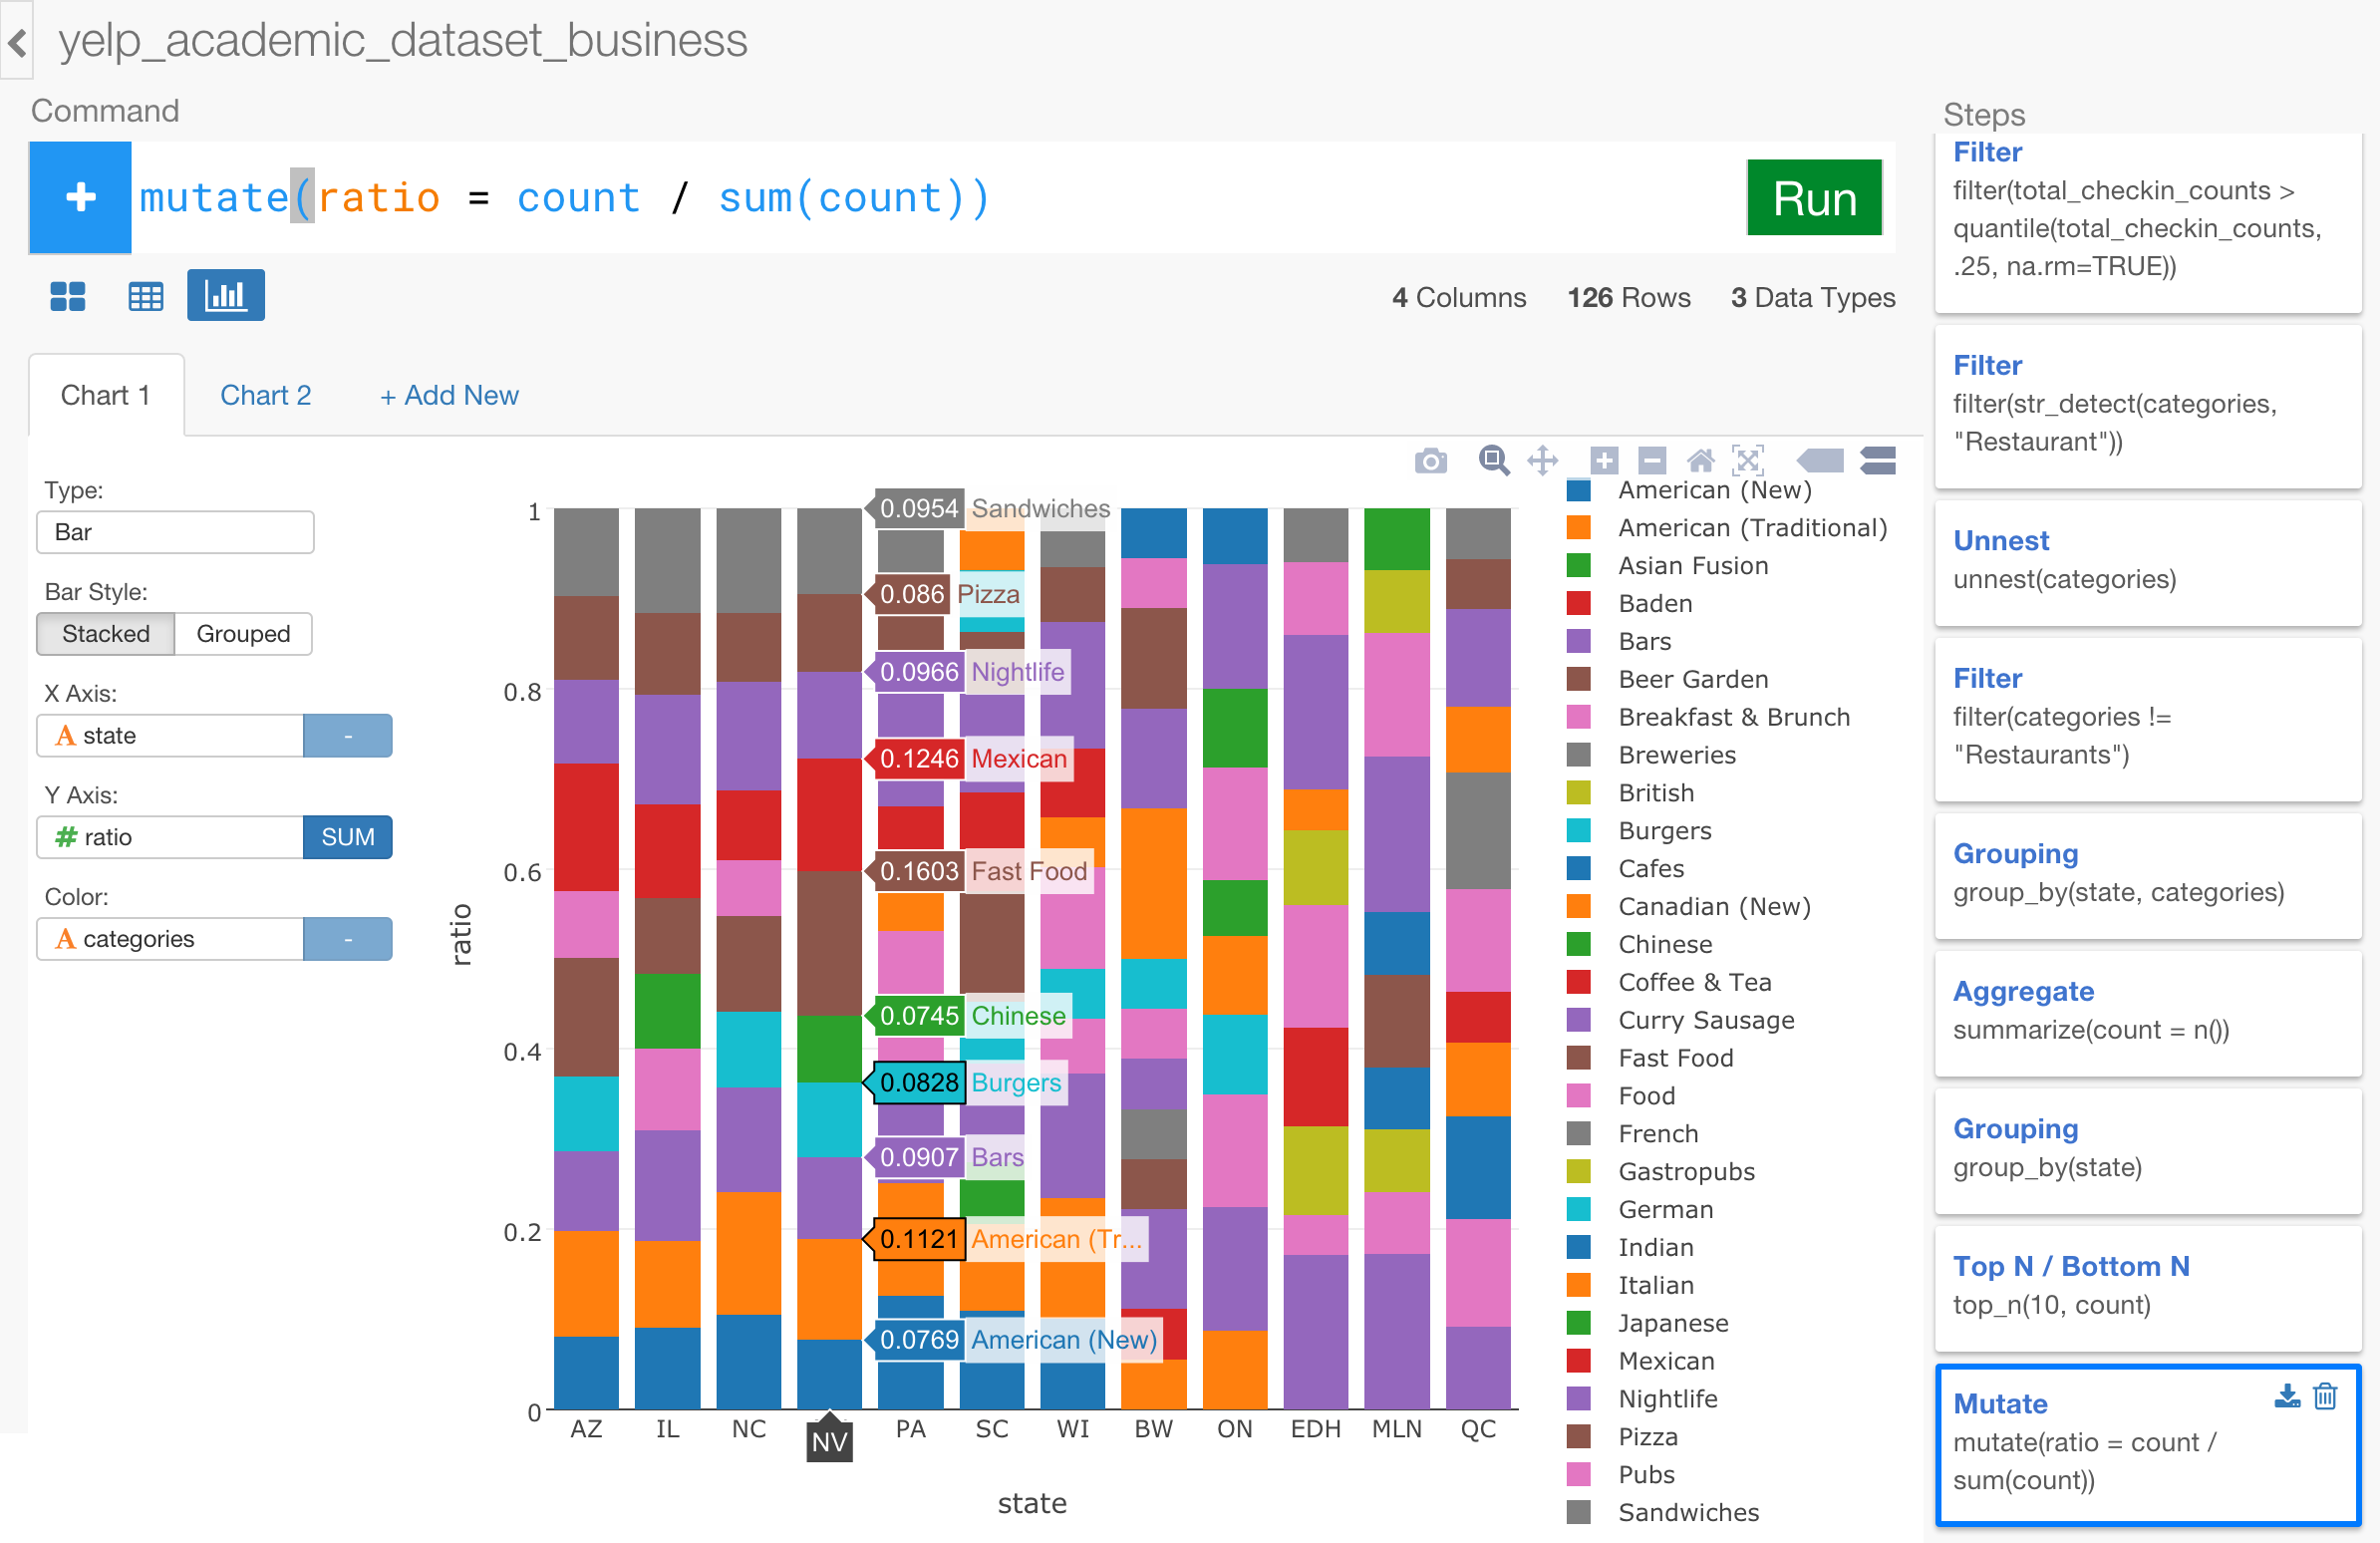 yelp_academic_dataset_business
Command
mutate(ratio = count / sum(count))
Run
4 Columns 126 Rows 3 Data Types
Chart 1 Chart 2 + Add New
Type:
Bar
Bar Style:
Stacked Grouped
X Axis:
A state -
Y Axis:
# ratio SUM
Color:
A categories -
ratio
1
0.8
0.6
0.4
0.2
0
0.0954 Sandwiches
0.086 Pizza
0.0966 Nightlife
0.1246 Mexican
0.1603 Fast Food
0.0745 Chinese
0.0828 Burgers
0.0907 Bars
0.1121 American (Tr...
0.0769 American (New)
AZ IL NC NV PA SC WI BW ON EDH MLN QC
state
American (New)
American (Traditional)
Asian Fusion
Baden
Bars
Beer Garden
Breakfast & Brunch
Breweries
British
Burgers
Cafes
Canadian (New)
Chinese
Coffee & Tea
Curry Sausage
Fast Food
Food
French
Gastropubs
German
Indian
Italian
Japanese
Mexican
Nightlife
Pizza
Pubs
Sandwiches
Steps
Filter
filter(total_checkin_counts >
quantile(total_checkin_counts,
.25, na.rm=TRUE))
Filter
filter(str_detect(categories,
"Restaurant"))
Unnest
unnest(categories)
Filter
filter(categories !=
"Restaurants")
Grouping
group_by(state, categories)
Aggregate
summarize(count = n())
Grouping
group_by(state)
Top N / Bottom N
top_n(10, count)
Mutate
mutate(ratio = count /
sum(count))